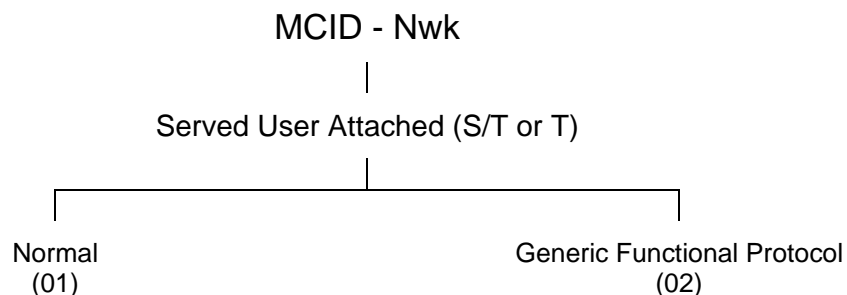 MCID - Nwk
Served User Attached (S/T or T)
Normal
(01)
Generic Functional Protocol
(02)